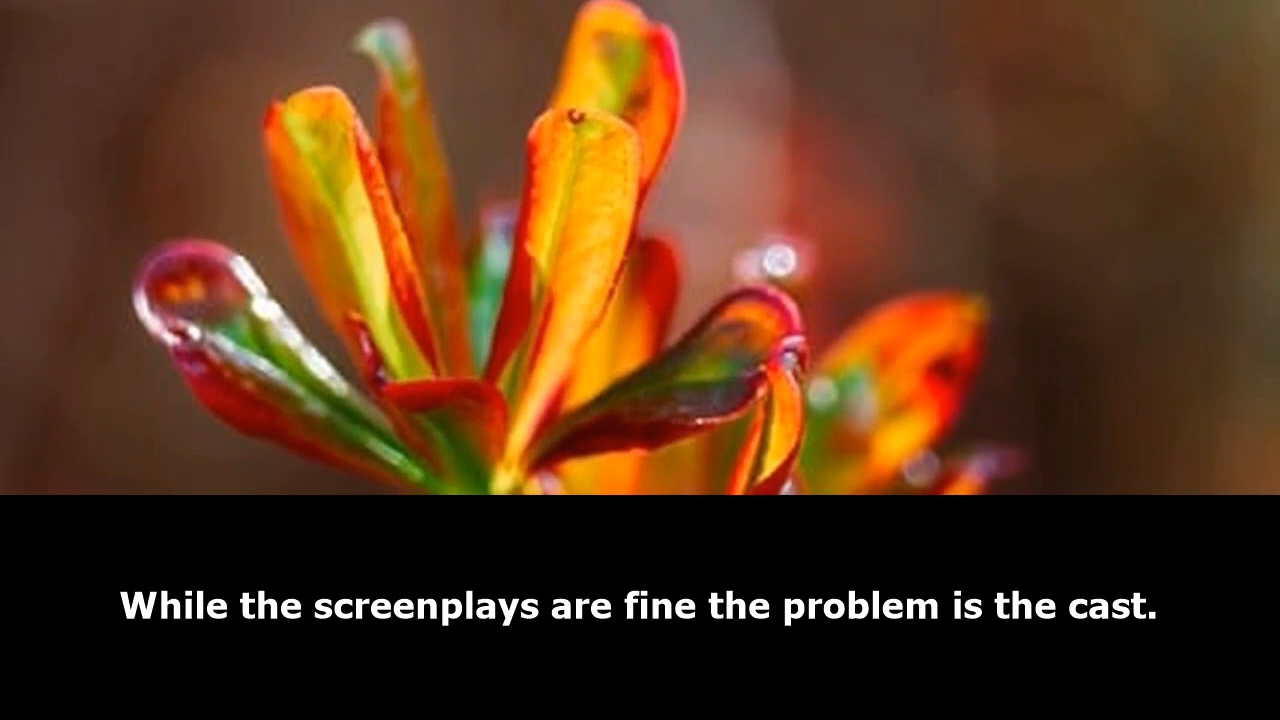 While the screenplays are fine the problem is the cast.